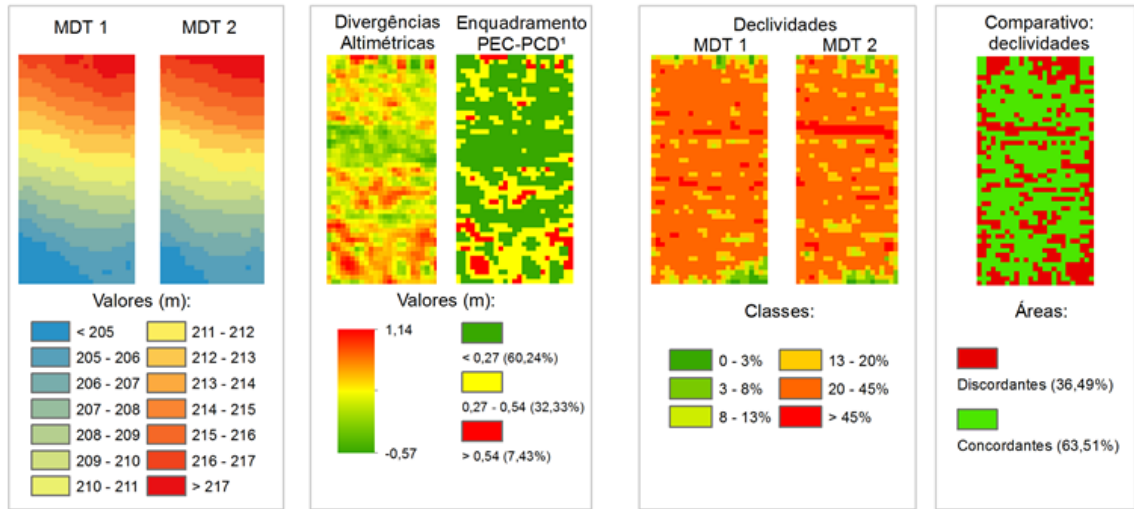 MDT 1
MDT 2
Valores (m):
< 205
205 - 206
206 - 207
207 - 208
208 - 209
209 - 210
210 - 211
211 - 212
212 - 213
213 - 214
214 - 215
215 - 216
216 - 217
> 217
Divergências
Altimétricas
Enquadramento
PEC-PCD¹
Valores (m):
1,14
-0,57
< 0,27 (60,24%)
0,27 - 0,54 (32,33%)
> 0,54 (7,43%)
Declividades
MDT 1
MDT 2
Classes:
0 - 3%
3 - 8%
8 - 13%
13 - 20%
20 - 45%
> 45%
Comparativo:
declividades
Áreas:
Discordantes (36,49%)
Concordantes (63,51%)